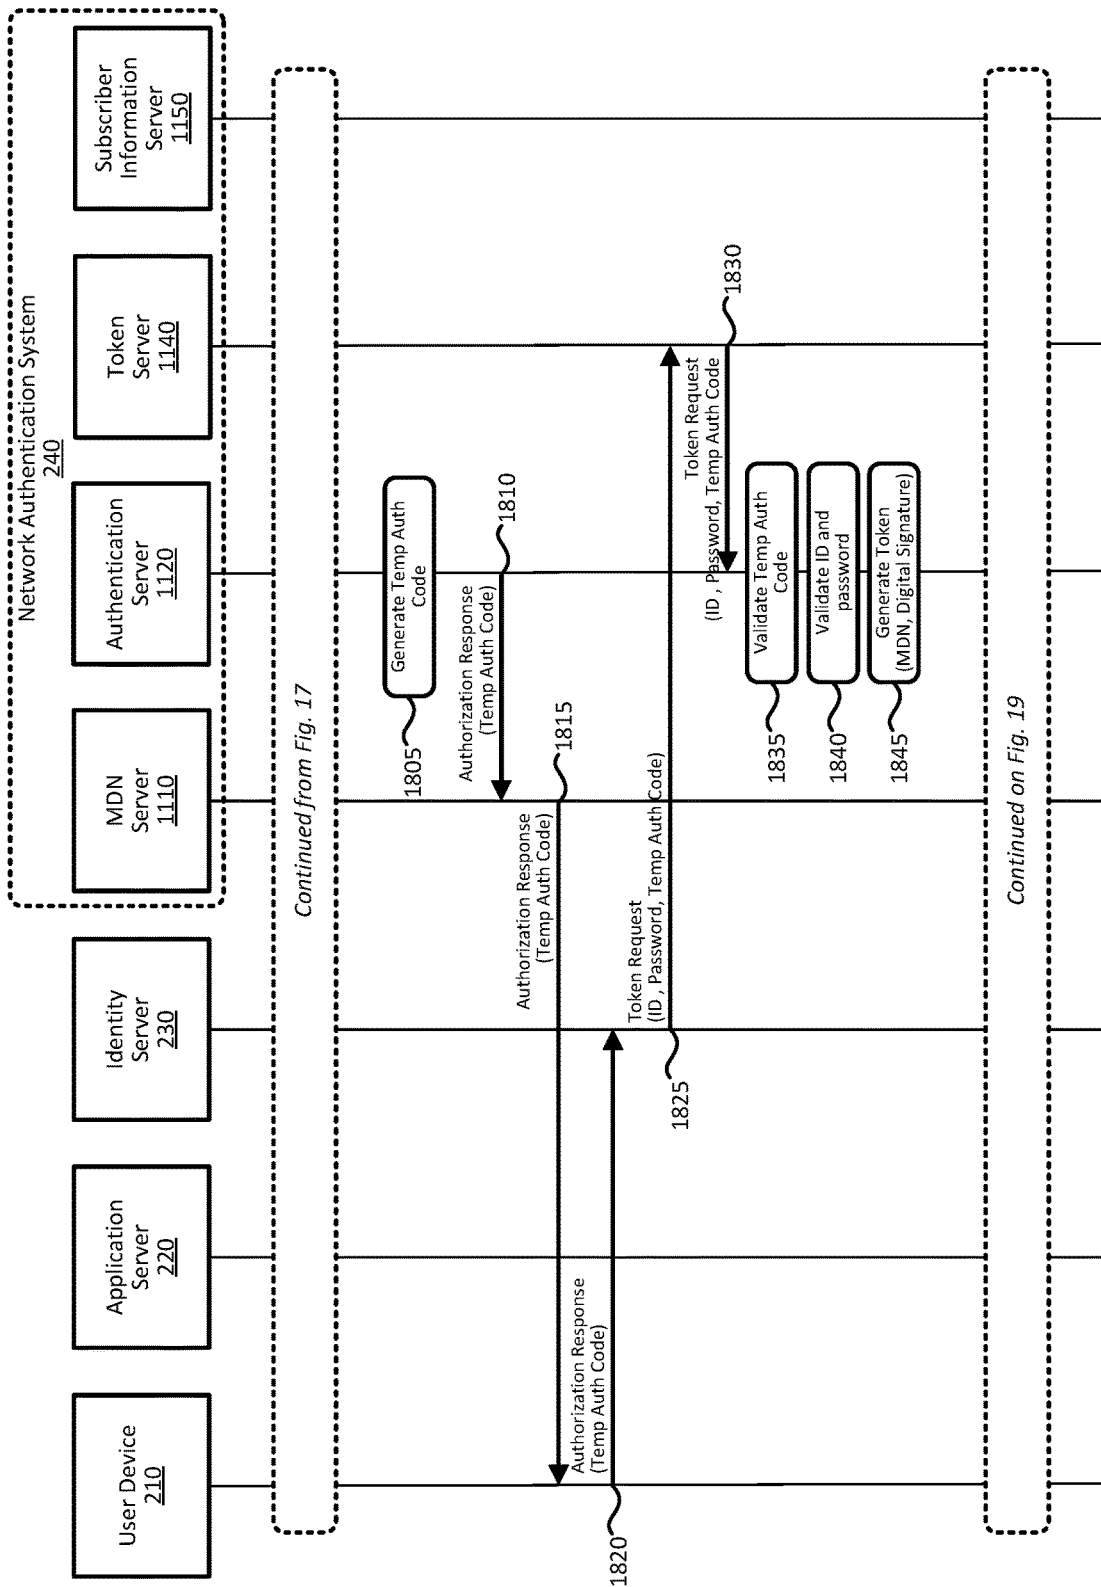 Network Authentication System
240
User Device
210
Application
Server
220
Identity
Server
230
MDN
Server
1110
Authentication
Server
1120
Token
Server
1140
Subscriber
Information
Server
1150
Continued from Fig. 17
Generate Temp Auth
Code
1805
Authorization Response
(Temp Auth Code)
1810
Authorization Response
(Temp Auth Code)
1815
Authorization Response
(Temp Auth Code)
1820
Token Request
(ID , Password, Temp Auth Code)
1825
Token Request
(ID , Password, Temp Auth Code)
1830
Validate Temp Auth
Code
1835
Validate ID and
password
1840
Generate Token
(MDN, Digital Signature)
1845
Continued on Fig. 19